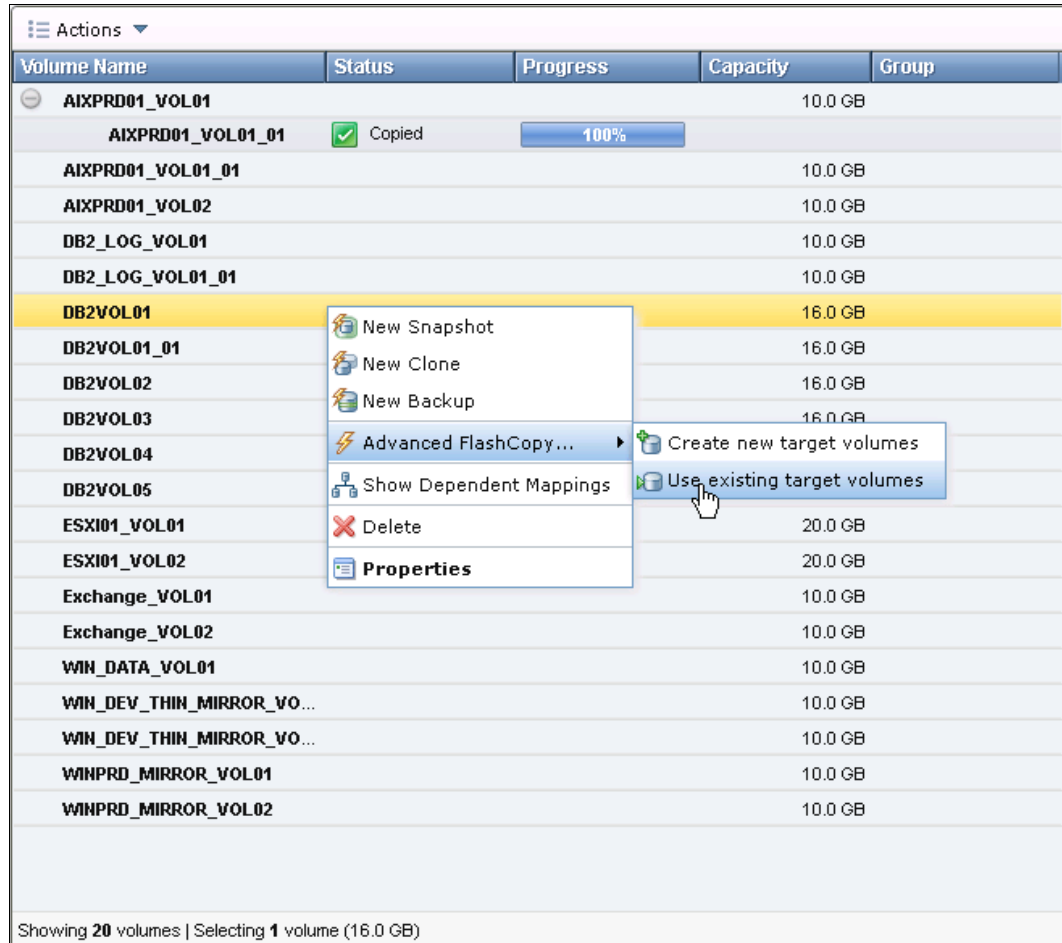 Actions
Volume Name Status Progress Capacity Group
AIXPRD01_VOL01 10.0 GB
AIXPRD01_VOL01_01 Copied 100%
AIXPRD01_VOL01_01 10.0 GB
AIXPRD01_VOL02 10.0 GB
DB2_LOG_VOL01 10.0 GB
DB2_LOG_VOL01_01 10.0 GB
DB2VOL01 16.0 GB
New Snapshot
DB2VOL01_01 16.0 GB
New Clone
DB2VOL02 16.0 GB
New Backup
DB2VOL03 16.0 GB
Advanced FlashCopy... Create new target volumes
DB2VOL04
Show Dependent Mappings Use existing target volumes
DB2VOL05
ESXI01_VOL01 20.0 GB
Delete
ESXI01_VOL02 20.0 GB
Properties
Exchange_VOL01 10.0 GB
Exchange_VOL02 10.0 GB
WIN_DATA_VOL01 10.0 GB
WIN_DEV_THIN_MIRROR_VO... 10.0 GB
WIN_DEV_THIN_MIRROR_VO... 10.0 GB
WINPRD_MIRROR_VOL01 10.0 GB
WINPRD_MIRROR_VOL02 10.0 GB
Showing 20 volumes | Selecting 1 volume (16.0 GB)